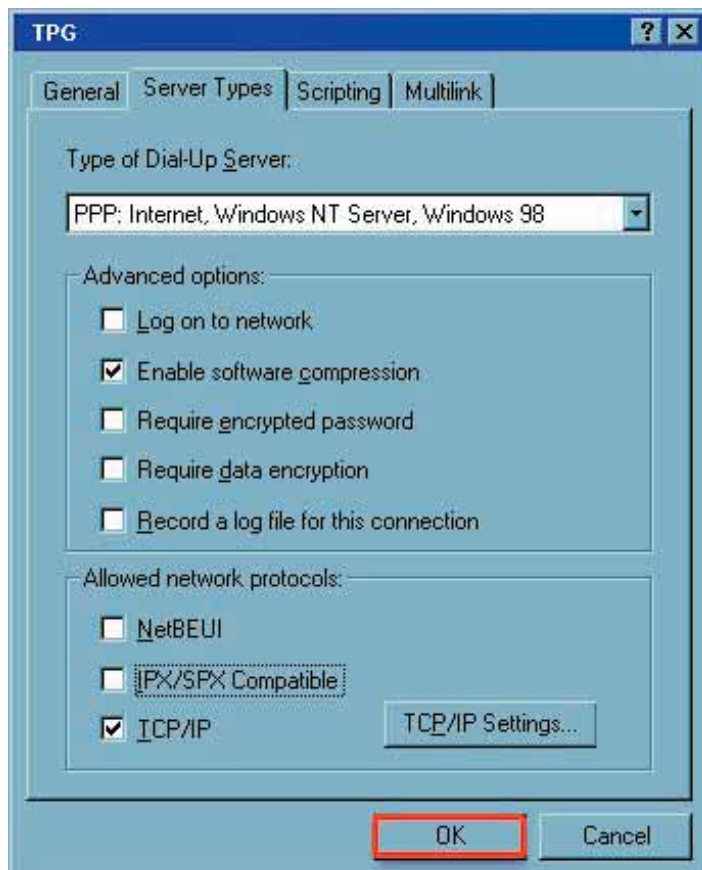 TPG
General Server Types Scripting Multilink
Type of Dial-Up Server:
PPP: Internet, Windows NT Server, Windows 98
Advanced options:
Log on to network
Enable software compression
Require encrypted password
Require data encryption
Record a log file for this connection
Allowed network protocols:
NetBEUI
IPX/SPX Compatible
TCP/IP TCP/IP Settings...
OK Cancel